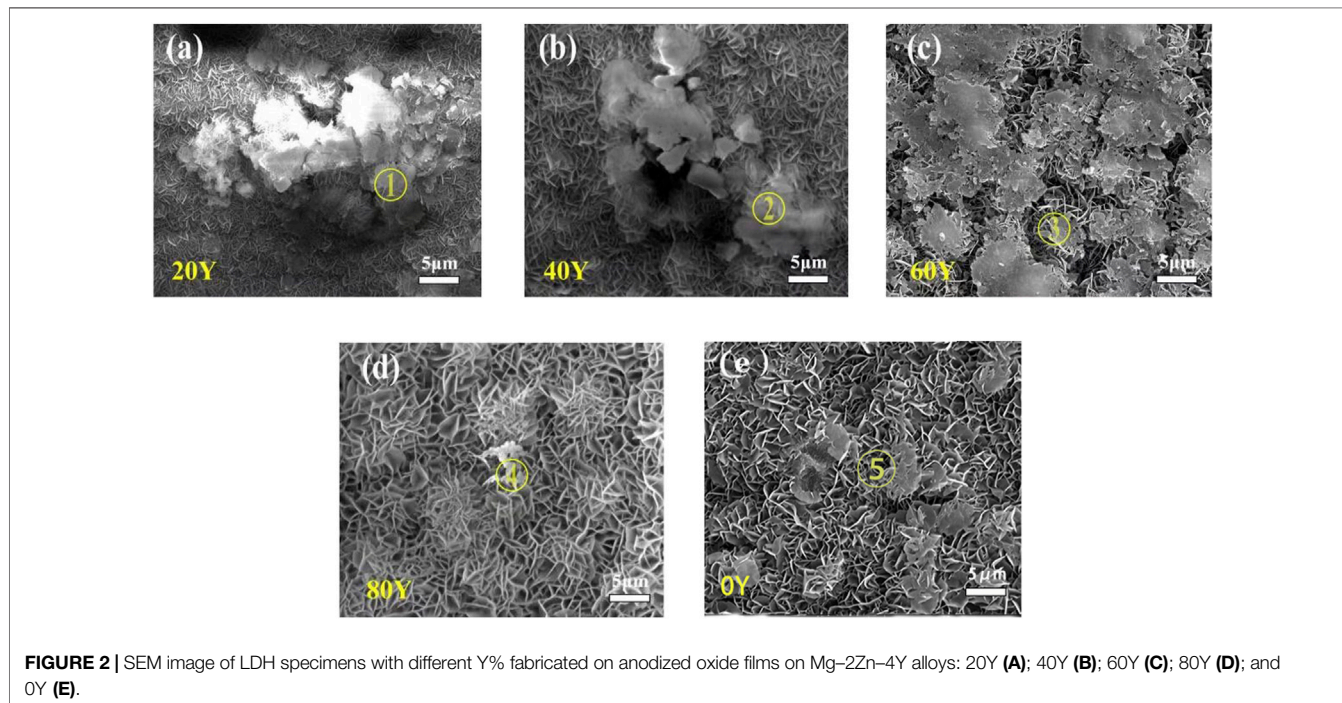 (a)
1
20Y
5μm
(b)
2
40Y
5μm
(c)
3
60Y
5μm
(d)
4
80Y
5μm
(e)
5
0Y
5μm
FIGURE 2 | SEM image of LDH specimens with different Y% fabricated on anodized oxide films on Mg–2Zn–4Y alloys: 20Y (A); 40Y (B); 60Y (C); 80Y (D); and
0Y (E).